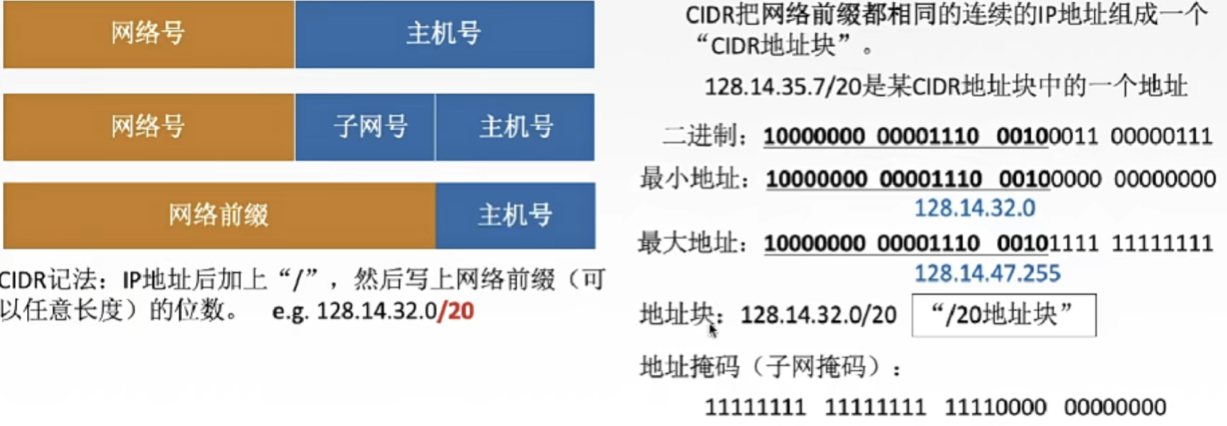 网络号 主机号
网络号 子网号 主机号
网络前缀 主机号
CIDR记法：IP地址后加上“/”，然后写上网络前缀（可
以任意长度）的位数。 e.g. 128.14.32.0/20
CIDR把网络前缀都相同的连续的IP地址组成一个
“CIDR地址块”。
128.14.35.7/20是某CIDR地址块中的一个地址
二进制：10000000 00001110 00100011 00000111
最小地址：10000000 00001110 00100000 00000000
128.14.32.0
最大地址：10000000 00001110 00101111 11111111
128.14.47.255
地址块：128.14.32.0/20 “/20地址块”
地址掩码（子网掩码）：
11111111 11111111 11110000 00000000